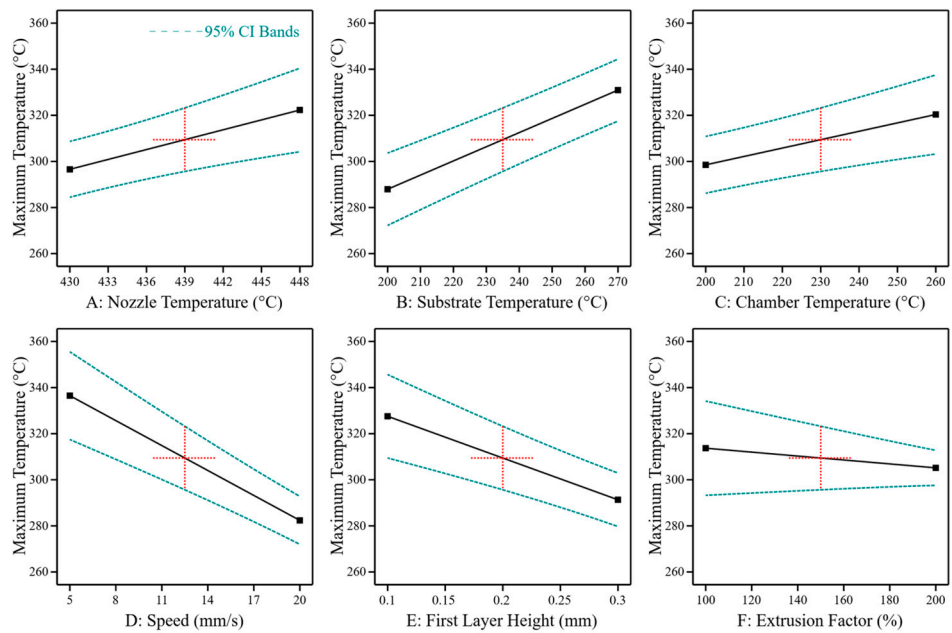 360
340
320
300
280
260
Maximum Temperature (°C)
95% CI Bands
430 433 436 439 442 445 448
A: Nozzle Temperature (°C)
360
340
320
300
280
260
Maximum Temperature (°C)
200 210 220 230 240 250 260 270
B: Substrate Temperature (°C)
360
340
320
300
280
260
Maximum Temperature (°C)
200 210 220 230 240 250 260
C: Chamber Temperature (°C)
360
340
320
300
280
260
Maximum Temperature (°C)
5 8 11 14 17 20
D: Speed (mm/s)
360
340
320
300
280
260
Maximum Temperature (°C)
0.1 0.15 0.2 0.25 0.3
E: First Layer Height (mm)
360
340
320
300
280
260
Maximum Temperature (°C)
100 120 140 160 180 200
F: Extrusion Factor (%)